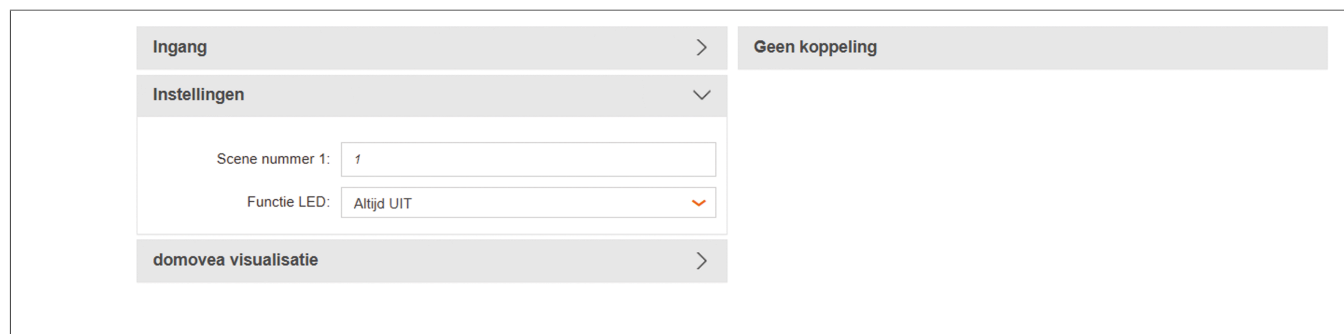 Ingang
Geen koppeling
Instellingen
Scene nummer 1: 1
Functie LED: Altijd UIT
domovea visualisatie